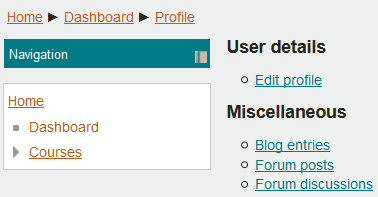 Home ► Dashboard ► Profile
Navigation
Home
Dashboard
Courses
User details
Edit profile
Miscellaneous
Blog entries
Forum posts
Forum discussions